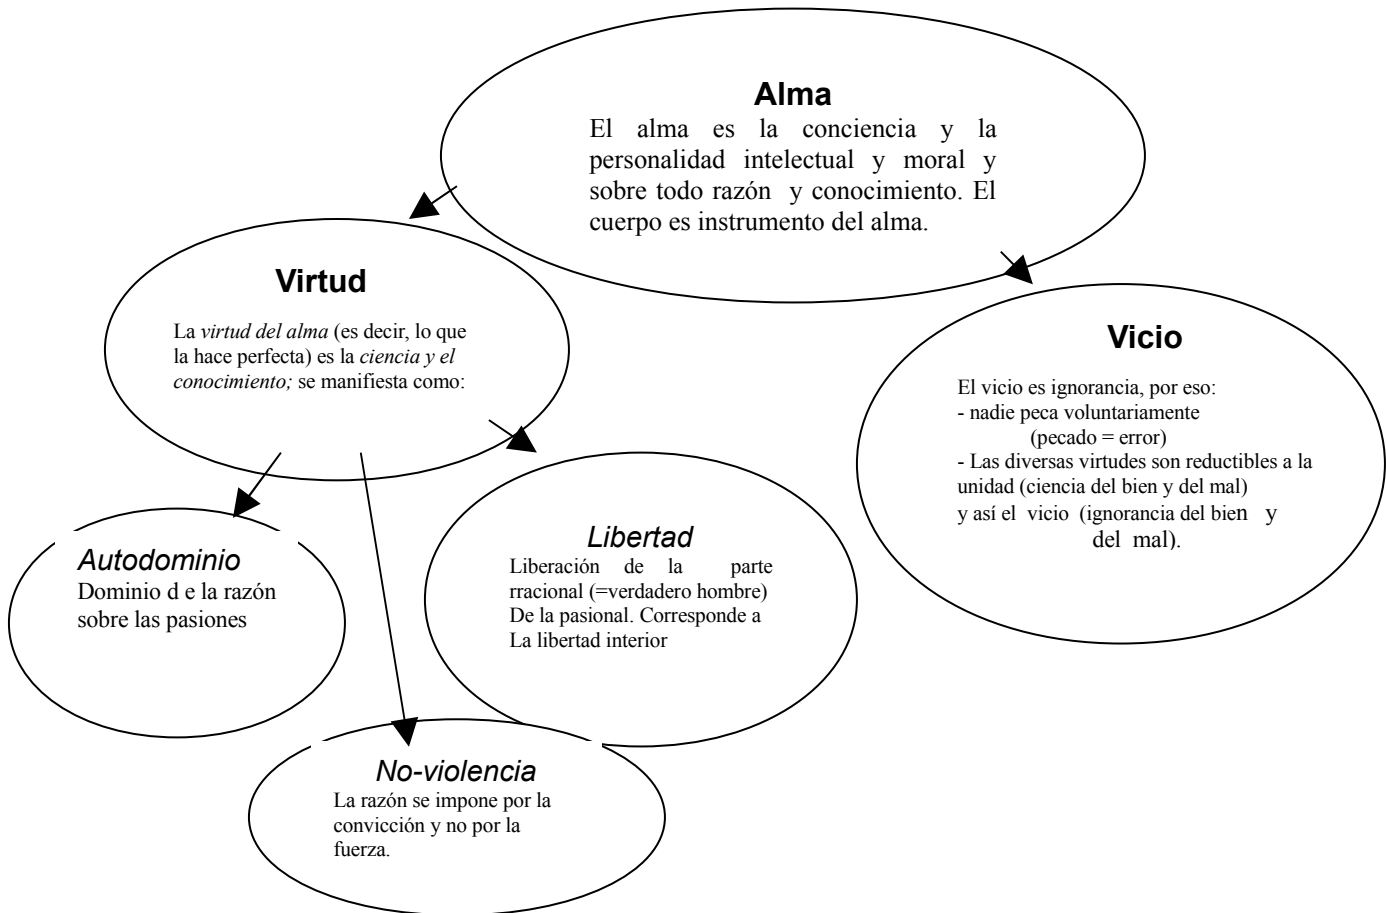 Alma
El alma es la conciencia y la
personalidad intelectual y moral y
sobre todo razón y conocimiento. El
cuerpo es instrumento del alma.
Virtud
La virtud del alma (es decir, lo que
la hace perfecta) es la ciencia y el
conocimiento; se manifiesta como:
Vicio
El vicio es ignorancia, por eso:
- nadie peca voluntariamente
(pecado = error)
- Las diversas virtudes son reductibles a la
unidad (ciencia del bien y del mal)
y así el vicio (ignorancia del bien y
del mal).
Autodominio
Dominio d e la razón
sobre las pasiones
Libertad
Liberación de la parte
rracional (=verdadero hombre)
De la pasional. Corresponde a
La libertad interior
No-violencia
La razón se impone por la
convicción y no por la
fuerza.